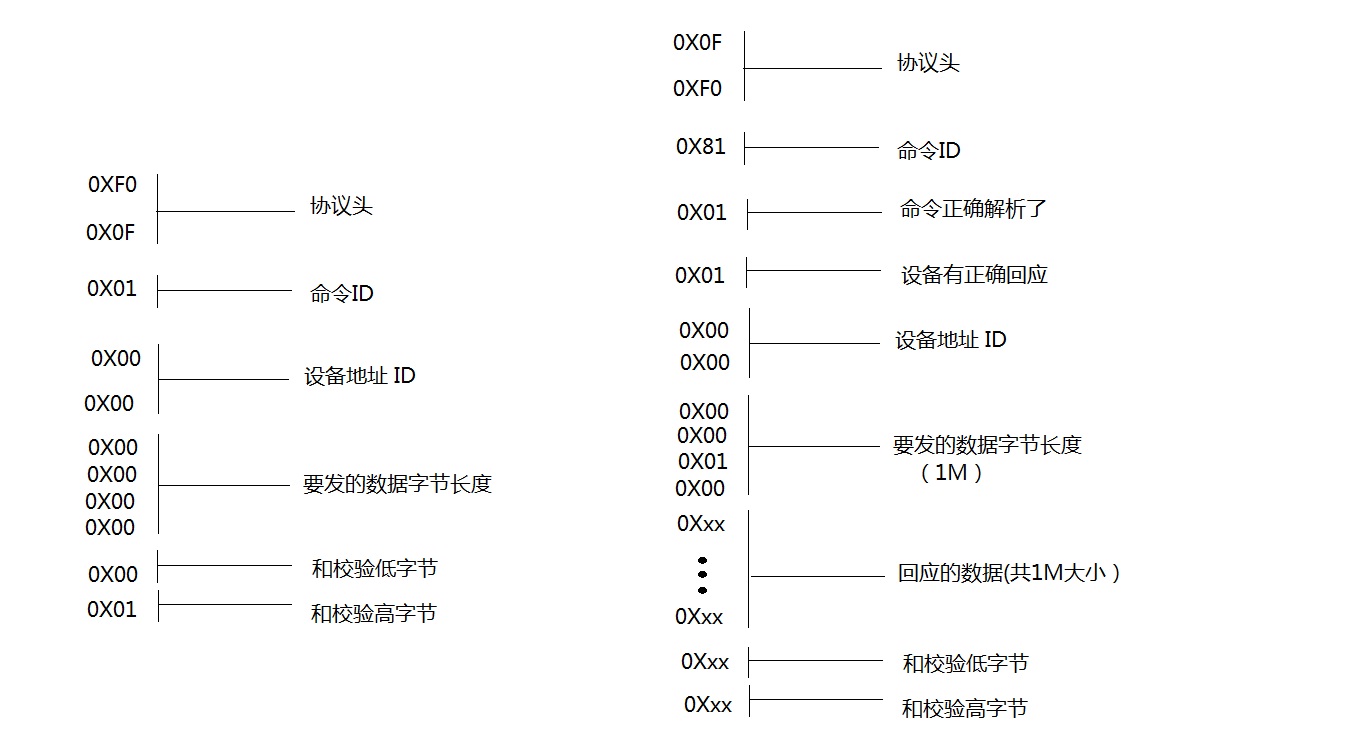 0XF0
协议头
0X0F
0X01
命令ID
0X00
设备地址 ID
0X00
0X00
0X00
要发的数据字节长度
0X00
0X00
0X00
和校验低字节
0X01
和校验高字节
0X0F
协议头
0XF0
0X81
命令ID
0X01
命令正确解析了
0X01
设备有正确回应
0X00
设备地址 ID
0X00
0X00
0X00
要发的数据字节长度
0X01
（1M）
0X00
0Xxx
回应的数据(共1M大小）
0Xxx
0Xxx
和校验低字节
0Xxx
和校验高字节